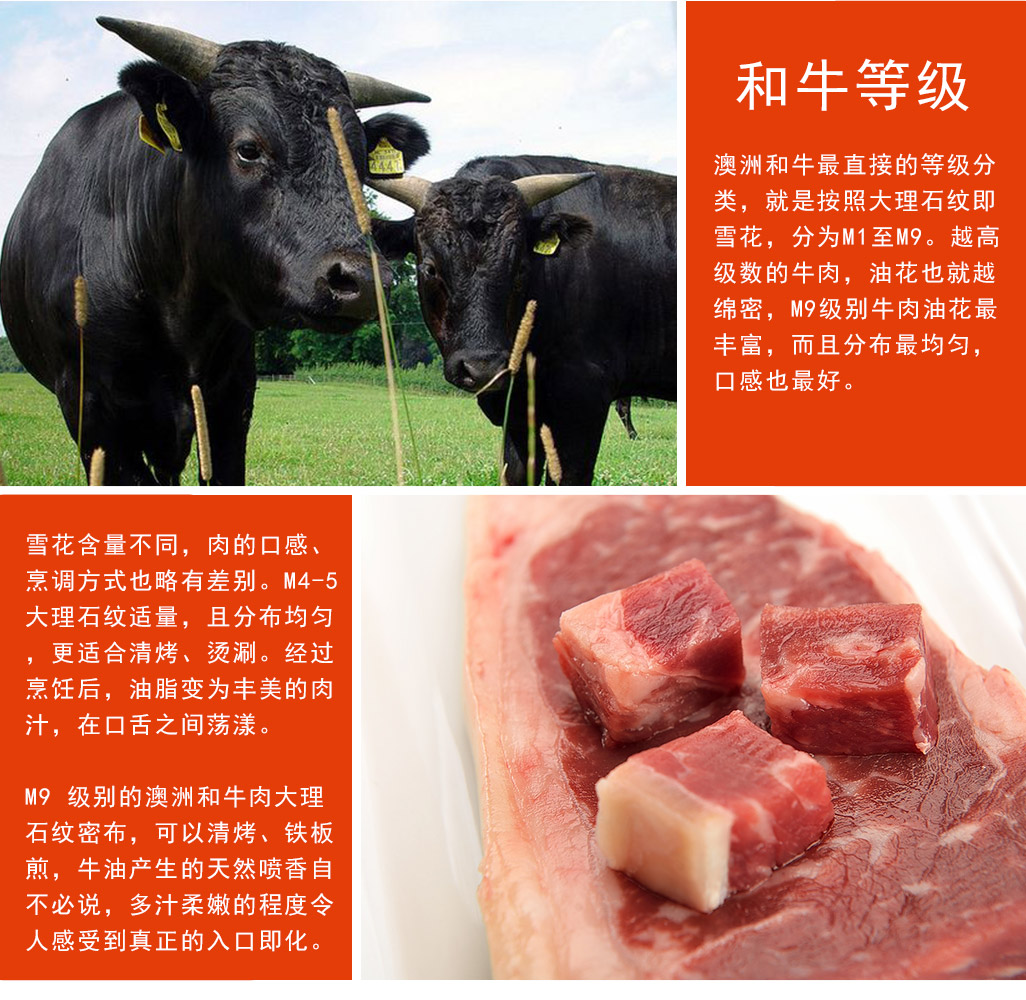 和牛等级
澳洲和牛最直接的等级分
类，就是按照大理石纹即
雪花，分为M1至M9。越高
级数的牛肉，油花也就越
绵密，M9级别牛肉油花最
丰富，而且分布最均匀，
口感也最好。
雪花含量不同，肉的口感、
烹调方式也略有差别。M4-5
大理石纹适量，且分布均匀
，更适合清烤、烫涮。经过
烹饪后，油脂变为丰美的肉
汁，在口舌之间荡漾。
M9 级别的澳洲和牛肉大理
石纹密布，可以清烤、铁板
煎，牛油产生的天然喷香自
不必说，多汁柔嫩的程度令
人感受到真正的入口即化。